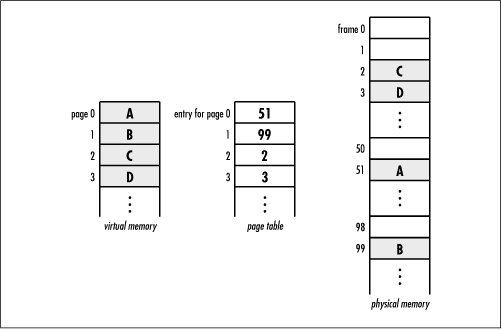 page 0 A
1 B
2 C
3 D
virtual memory
entry for page 0 51
1 99
2 2
3 3
page table
frame 0
1
2 C
3 D
50
51 A
98
99 B
physical memory